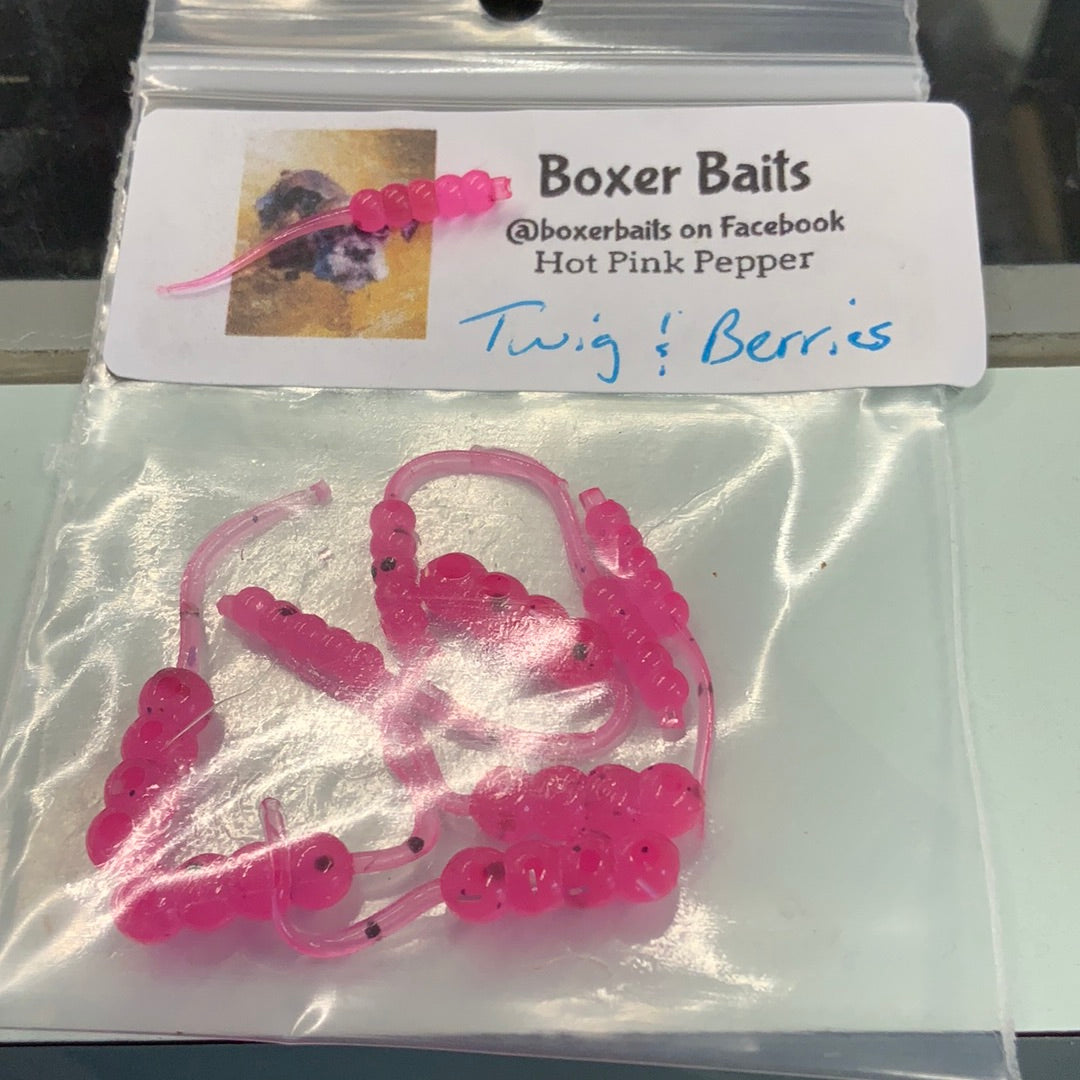 Boxer Baits
@boxerbaits on Facebook
Hot Pink Pepper
Twig & Berries